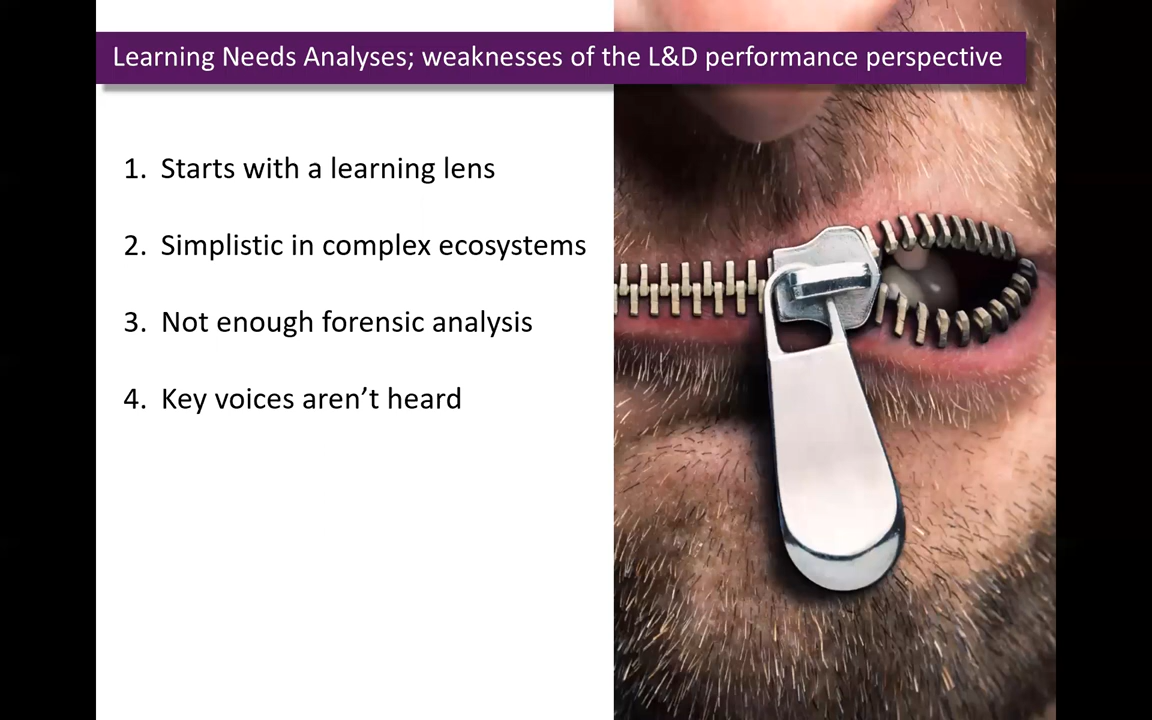 Learning Needs Analyses; weaknesses of the L&D performance perspective
1. Starts with a learning lens
2. Simplistic in complex ecosystems
3. Not enough forensic analysis
4. Key voices aren’t heard